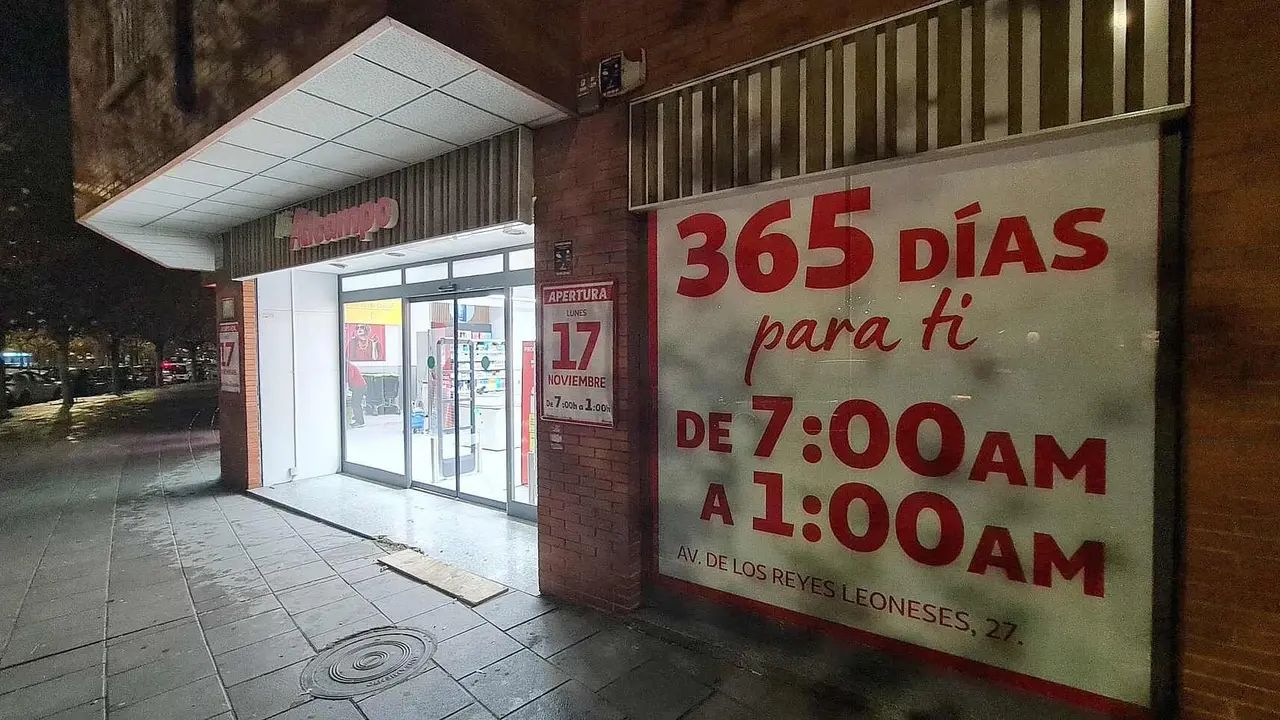 Alcampo
APERTURA
LUNES
17
NOVIEMBRE
DE 7:00h A 1:00h
17
365 DÍAS
para ti
DE 7:00AM
A 1:00AM
AV. DE LOS REYES LEONESES, 27.